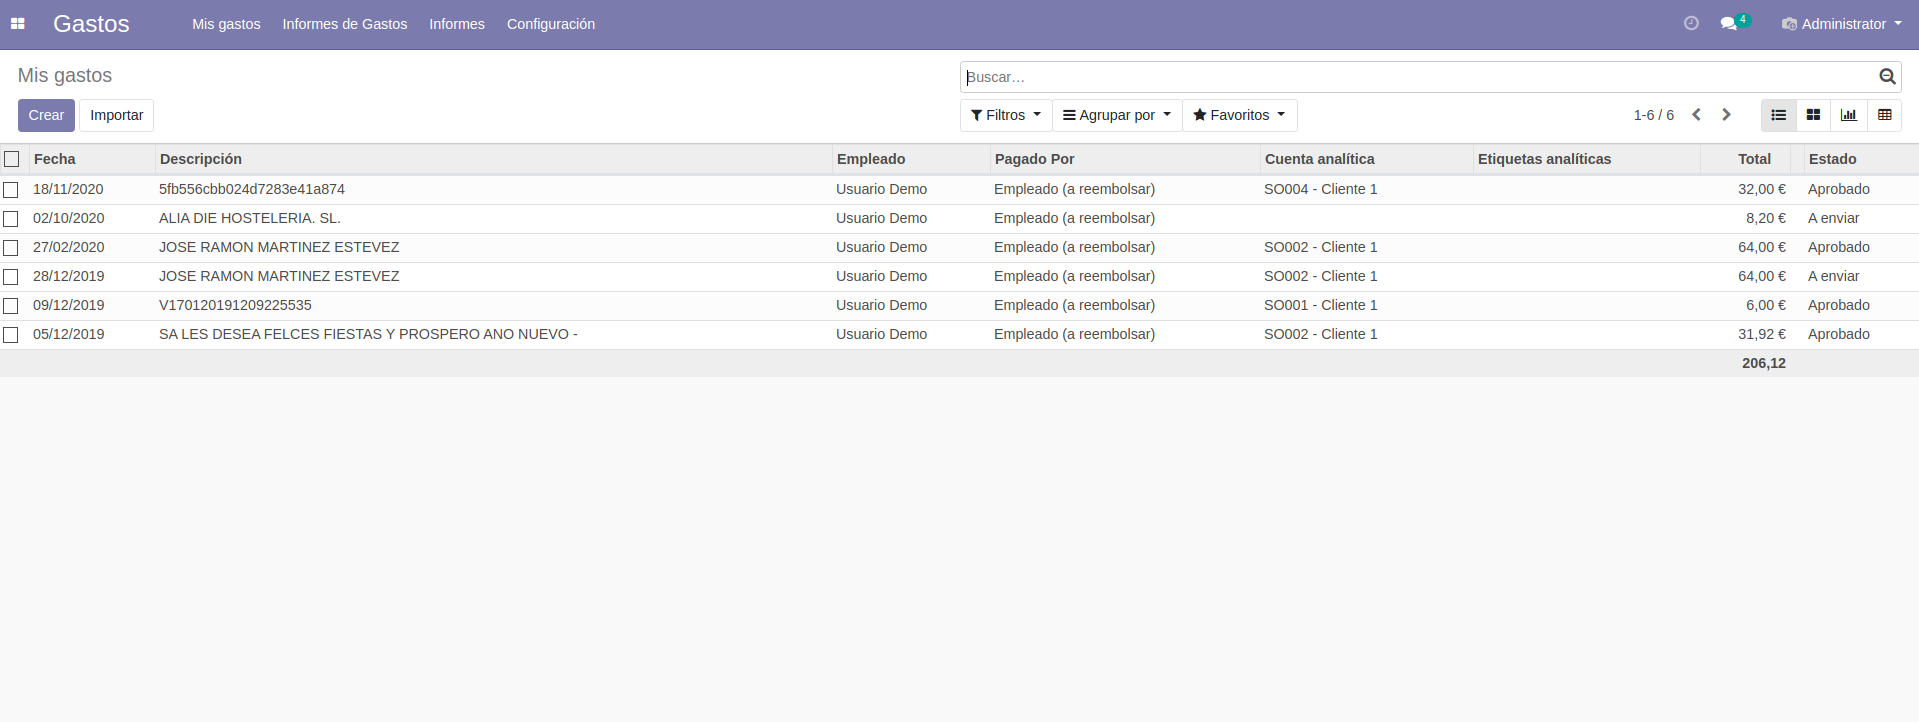 Gastos Mis gastos Informes de Gastos Informes Configuración 4 Administrator
Mis gastos Buscar...
Crear Importar Filtros Agrupar por Favoritos 1-6 / 6
Fecha Descripción Empleado Pagado Por Cuenta analítica Etiquetas analíticas Total Estado
18/11/2020 5fb556cbb024d7283e41a874 Usuario Demo Empleado (a reembolsar) SO004 - Cliente 1 32,00 € Aprobado
02/10/2020 ALIA DIE HOSTELERIA. SL. Usuario Demo Empleado (a reembolsar) 8,20 € A enviar
27/02/2020 JOSE RAMON MARTINEZ ESTEVEZ Usuario Demo Empleado (a reembolsar) SO002 - Cliente 1 64,00 € Aprobado
28/12/2019 JOSE RAMON MARTINEZ ESTEVEZ Usuario Demo Empleado (a reembolsar) SO002 - Cliente 1 64,00 € A enviar
09/12/2019 V170120191209225535 Usuario Demo Empleado (a reembolsar) SO001 - Cliente 1 6,00 € Aprobado
05/12/2019 SA LES DESEA FELCES FIESTAS Y PROSPERO ANO NUEVO - Usuario Demo Empleado (a reembolsar) SO002 - Cliente 1 31,92 € Aprobado
206,12